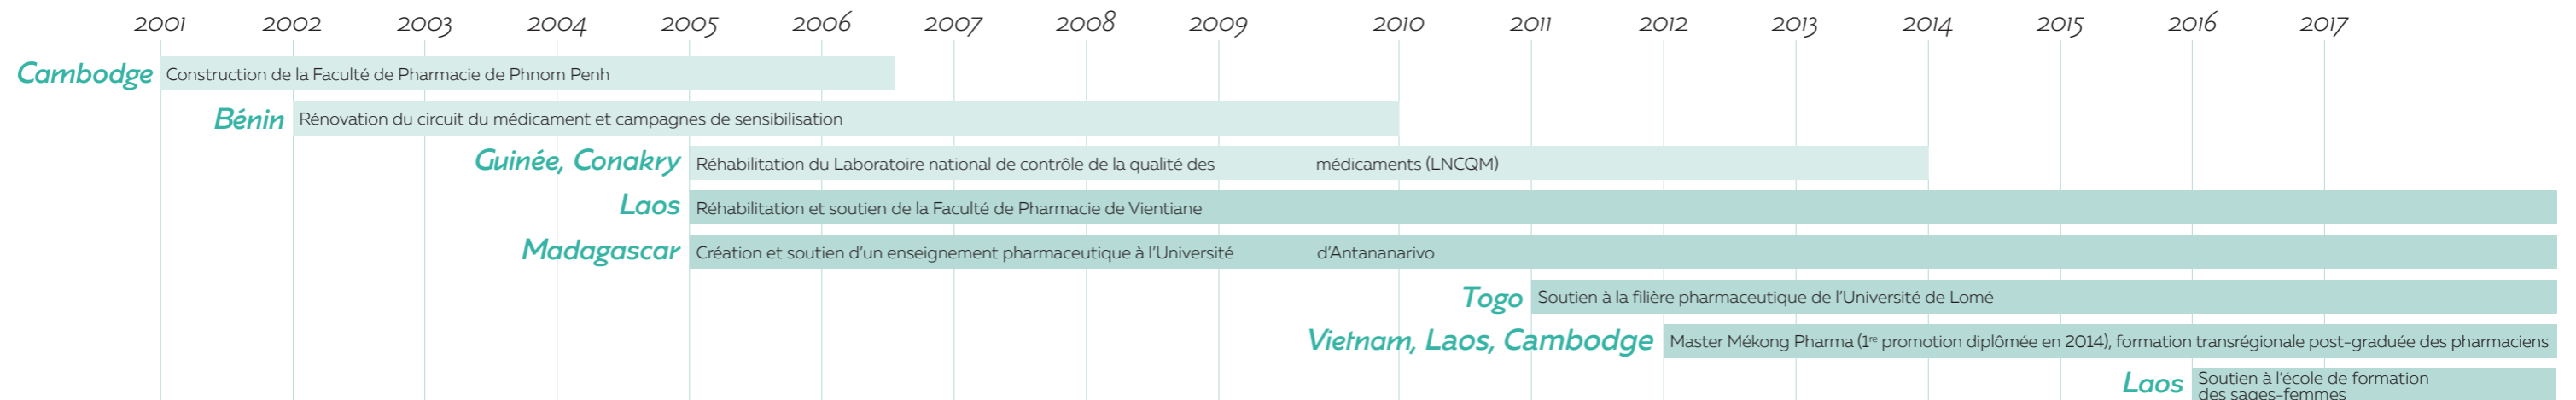 2001 2002 2003 2004 2005 2006 2007 2008 2009 2010 2011 2012 2013 2014 2015 2016 2017
Cambodge Construction de la Faculté de Pharmacie de Phnom Penh
Bénin Rénovation du circuit du médicament et campagnes de sensibilisation
Guinée, Conakry Réhabilitation du Laboratoire national de contrôle de la qualité des médicaments (LNCQM)
Laos Réhabilitation et soutien de la Faculté de Pharmacie de Vientiane
Madagascar Création et soutien d'un enseignement pharmaceutique à l'Université d'Antananarivo
Togo Soutien à la filière pharmaceutique de l'Université de Lomé
Vietnam, Laos, Cambodge Master Mékong Pharma (1re promotion diplômée en 2014), formation transrégionale post-graduée des pharmaciens
Laos Soutien à l'école de formation
des sages-femmes